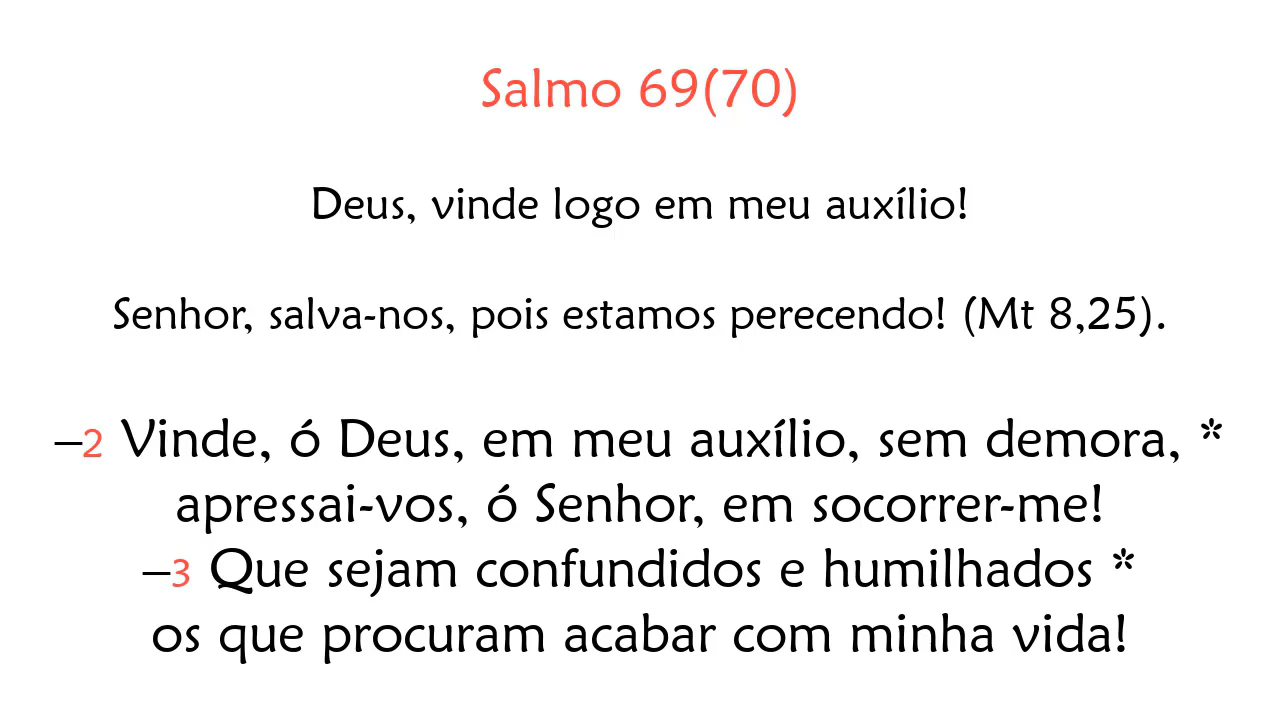 Salmo 69(70)
Deus, vinde logo em meu auxílio!
Senhor, salva-nos, pois estamos perecendo! (Mt 8,25).
–2 Vinde, ó Deus, em meu auxílio, sem demora, *
apressai-vos, ó Senhor, em socorrer-me!
–3 Que sejam confundidos e humilhados *
os que procuram acabar com minha vida!